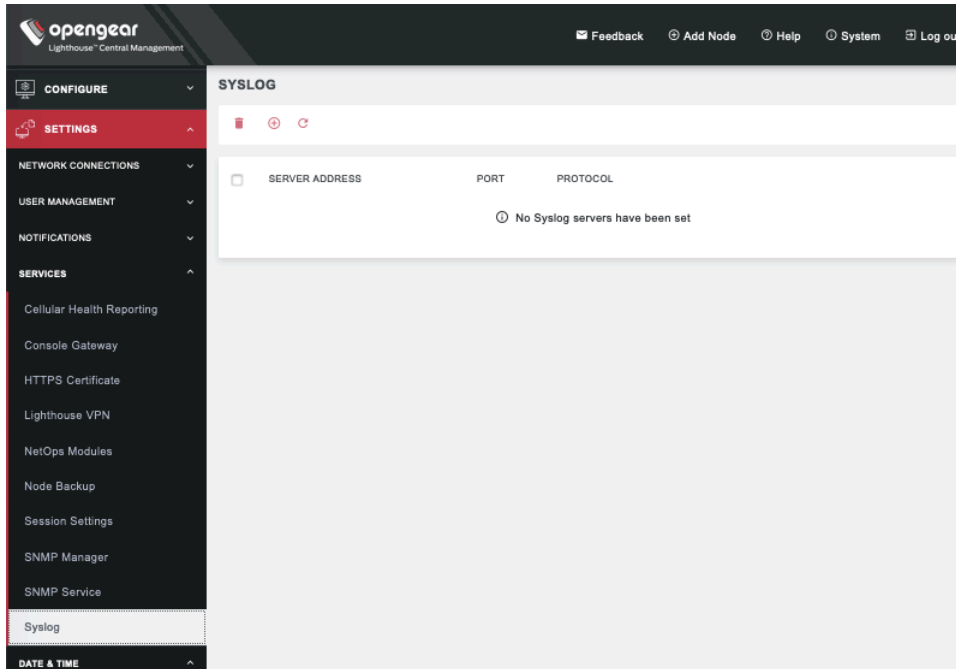 opengear
Lighthouse™ Central Management
Feedback
Add Node
Help
System
Log ou
CONFIGURE
SETTINGS
NETWORK CONNECTIONS
USER MANAGEMENT
NOTIFICATIONS
SERVICES
Cellular Health Reporting
Console Gateway
HTTPS Certificate
Lighthouse VPN
NetOps Modules
Node Backup
Session Settings
SNMP Manager
SNMP Service
Syslog
DATE & TIME
SYSLOG
SERVER ADDRESS PORT PROTOCOL
No Syslog servers have been set